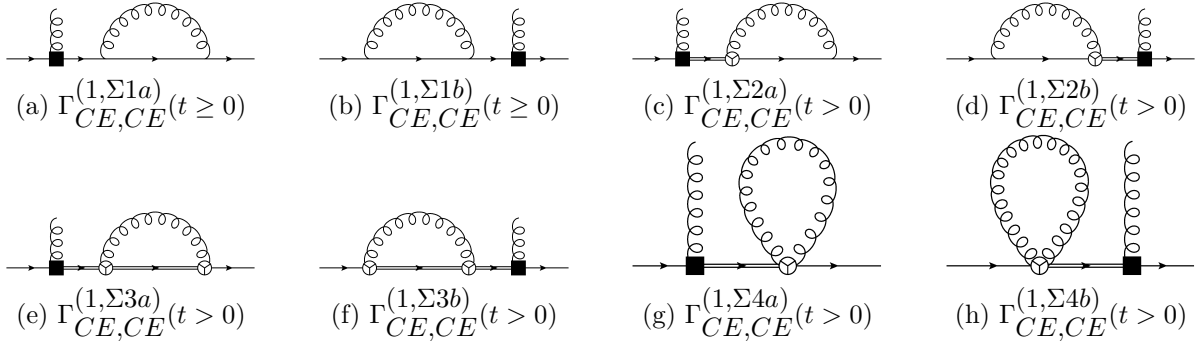 (a) Γ^{(1,Σ1a)}_{CE,CE}(t ≥ 0) (b) Γ^{(1,Σ1b)}_{CE,CE}(t ≥ 0) (c) Γ^{(1,Σ2a)}_{CE,CE}(t > 0) (d) Γ^{(1,Σ2b)}_{CE,CE}(t > 0)
(e) Γ^{(1,Σ3a)}_{CE,CE}(t > 0) (f) Γ^{(1,Σ3b)}_{CE,CE}(t > 0) (g) Γ^{(1,Σ4a)}_{CE,CE}(t > 0) (h) Γ^{(1,Σ4b)}_{CE,CE}(t > 0)